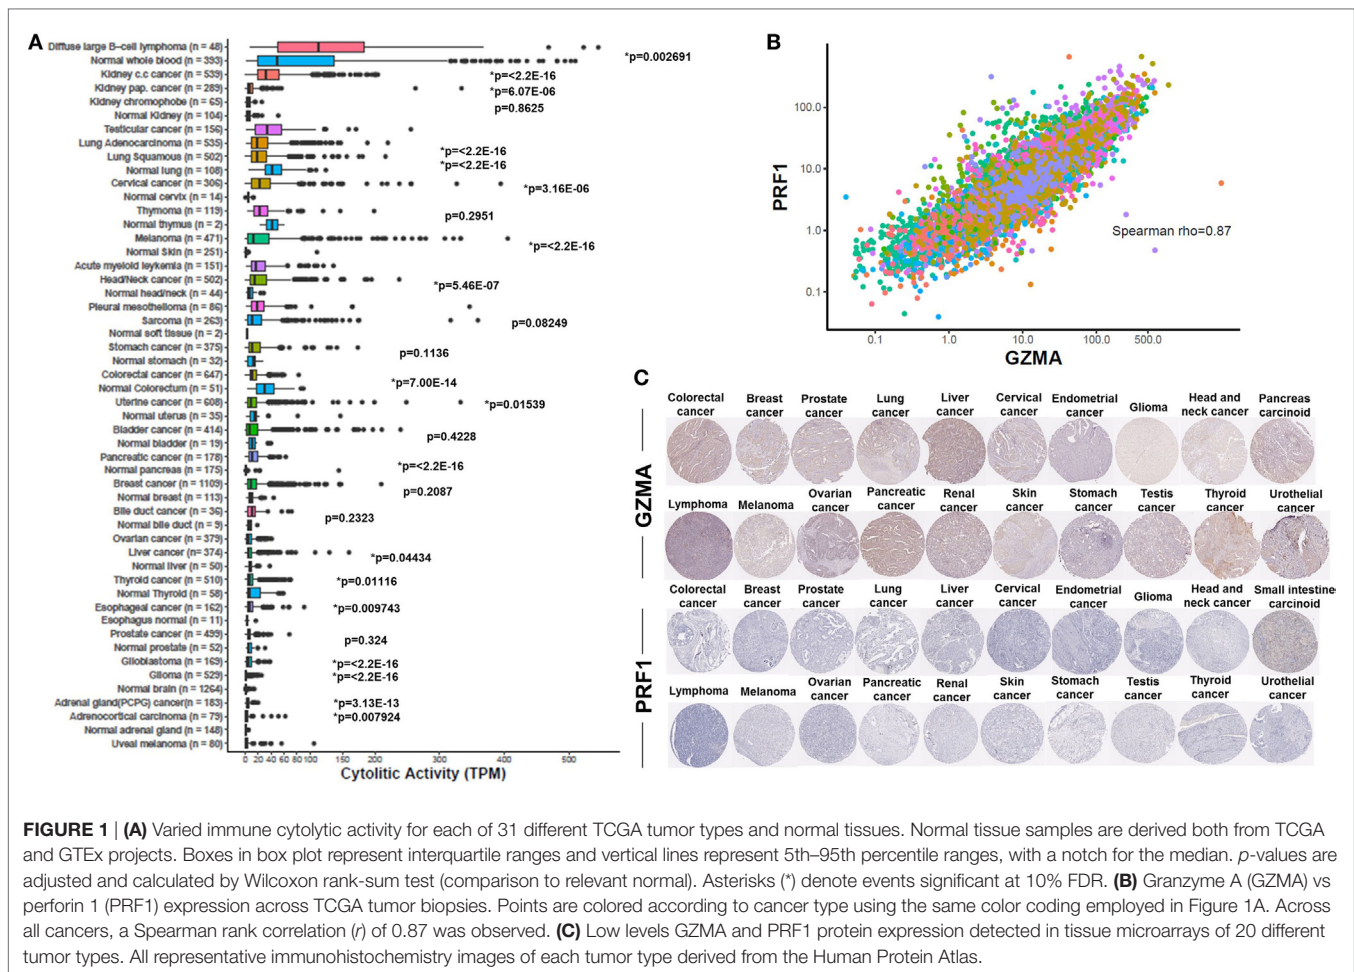 A
Diffuse large B–cell lymphoma (n = 48)
Normal whole blood (n = 393)
*p=0.002691
Kidney c.c cancer (n = 539)
*p=<2.2E-16
Kidney pap. cancer (n = 289)
*p=6.07E-06
Kidney chromophobe (n = 65)
p=0.8625
Normal Kidney (n = 104)
Testicular cancer (n = 156)
Lung Adenocarcinoma (n = 535)
*p=<2.2E-16
Lung Squamous (n = 502)
*p=<2.2E-16
Normal lung (n = 108)
Cervical cancer (n = 306)
*p=3.16E-06
Normal cervix (n = 14)
Thymoma (n = 119)
p=0.2951
Normal thymus (n = 2)
Melanoma (n = 471)
*p=<2.2E-16
Normal Skin (n = 251)
Acute myeloid leukemia (n = 151)
Head/Neck cancer (n = 502)
*p=5.46E-07
Normal head/neck (n = 44)
Pleural mesothelioma (n = 86)
Sarcoma (n = 263)
p=0.08249
Normal soft tissue (n = 2)
Stomach cancer (n = 375)
p=0.1136
Normal stomach (n = 32)
Colorectal cancer (n = 647)
*p=7.00E-14
Normal Colorectum (n = 51)
Uterine cancer (n = 608)
*p=0.01539
Normal uterus (n = 35)
Bladder cancer (n = 414)
p=0.4228
Normal bladder (n = 19)
Pancreatic cancer (n = 178)
*p=<2.2E-16
Normal pancreas (n = 175)
Breast cancer (n = 1109)
p=0.2087
Normal breast (n = 113)
Bile duct cancer (n = 36)
p=0.2323
Normal bile duct (n = 9)
Ovarian cancer (n = 379)
Liver cancer (n = 374)
*p=0.04434
Normal liver (n = 50)
Thyroid cancer (n = 510)
*p=0.01116
Normal Thyroid (n = 58)
Esophageal cancer (n = 162)
*p=0.009743
Esophagus normal (n = 11)
Prostate cancer (n = 499)
p=0.324
Normal prostate (n = 52)
Glioblastoma (n = 169)
*p=<2.2E-16
Glioma (n = 529)
*p=<2.2E-16
Normal brain (n = 1264)
Adrenal gland(PCPG) cancer(n = 183)
*p=3.13E-13
Adrenocortical carcinoma (n = 79)
*p=0.007924
Normal adrenal gland (n = 148)
Uveal melanoma (n = 80)
0 20 40 60 80 100 150 200 300 400 500
Cytolitic Activity (TPM)
B
PRF1
100.0
10.0
1.0
0.1
Spearman rho=0.87
0.1 1.0 10.0 100.0 500.0
GZMA
C
GZMA
Colorectal cancer
Breast cancer
Prostate cancer
Lung cancer
Liver cancer
Cervical cancer
Endometrial cancer
Glioma
Head and neck cancer
Pancreas carcinoid
Lymphoma
Melanoma
Ovarian cancer
Pancreatic cancer
Renal cancer
Skin cancer
Stomach cancer
Testis cancer
Thyroid cancer
Urothelial cancer
PRF1
Colorectal cancer
Breast cancer
Prostate cancer
Lung cancer
Liver cancer
Cervical cancer
Endometrial cancer
Glioma
Head and neck cancer
Small intestine carcinoid
Lymphoma
Melanoma
Ovarian cancer
Pancreatic cancer
Renal cancer
Skin cancer
Stomach cancer
Testis cancer
Thyroid cancer
Urothelial cancer
FIGURE 1 | (A) Varied immune cytolytic activity for each of 31 different TCGA tumor types and normal tissues. Normal tissue samples are derived both from TCGA
and GTEx projects. Boxes in box plot represent interquartile ranges and vertical lines represent 5th–95th percentile ranges, with a notch for the median. p-values are
adjusted and calculated by Wilcoxon rank-sum test (comparison to relevant normal). Asterisks (*) denote events significant at 10% FDR. (B) Granzyme A (GZMA) vs
perforin 1 (PRF1) expression across TCGA tumor biopsies. Points are colored according to cancer type using the same color coding employed in Figure 1A. Across
all cancers, a Spearman rank correlation (r) of 0.87 was observed. (C) Low levels GZMA and PRF1 protein expression detected in tissue microarrays of 20 different
tumor types. All representative immunohistochemistry images of each tumor type derived from the Human Protein Atlas.